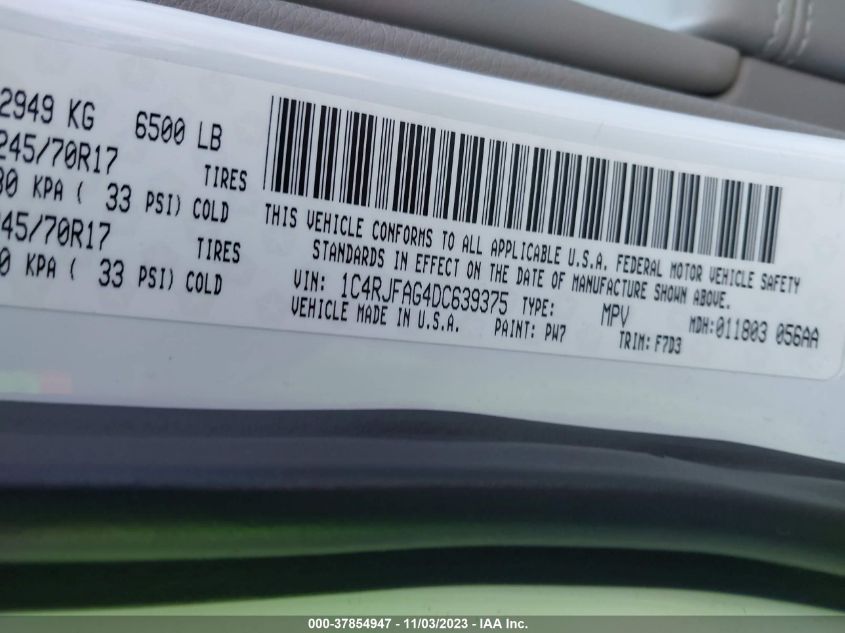 2949 KG 6500 LB
245/70R17 TIRES
30 KPA ( 33 PSI) COLD
245/70R17 TIRES
0 KPA ( 33 PSI) COLD
THIS VEHICLE CONFORMS TO ALL APPLICABLE U.S.A. FEDERAL MOTOR VEHICLE SAFETY
STANDARDS IN EFFECT ON THE DATE OF MANUFACTURE SHOWN ABOVE.
VIN: 1C4RJFAG4DC639375 TYPE: MPV MDH:011803 056AA
VEHICLE MADE IN U.S.A. PAINT: PW7 TRIM: F7D3
000-37854947 - 11/03/2023 - IAA Inc.